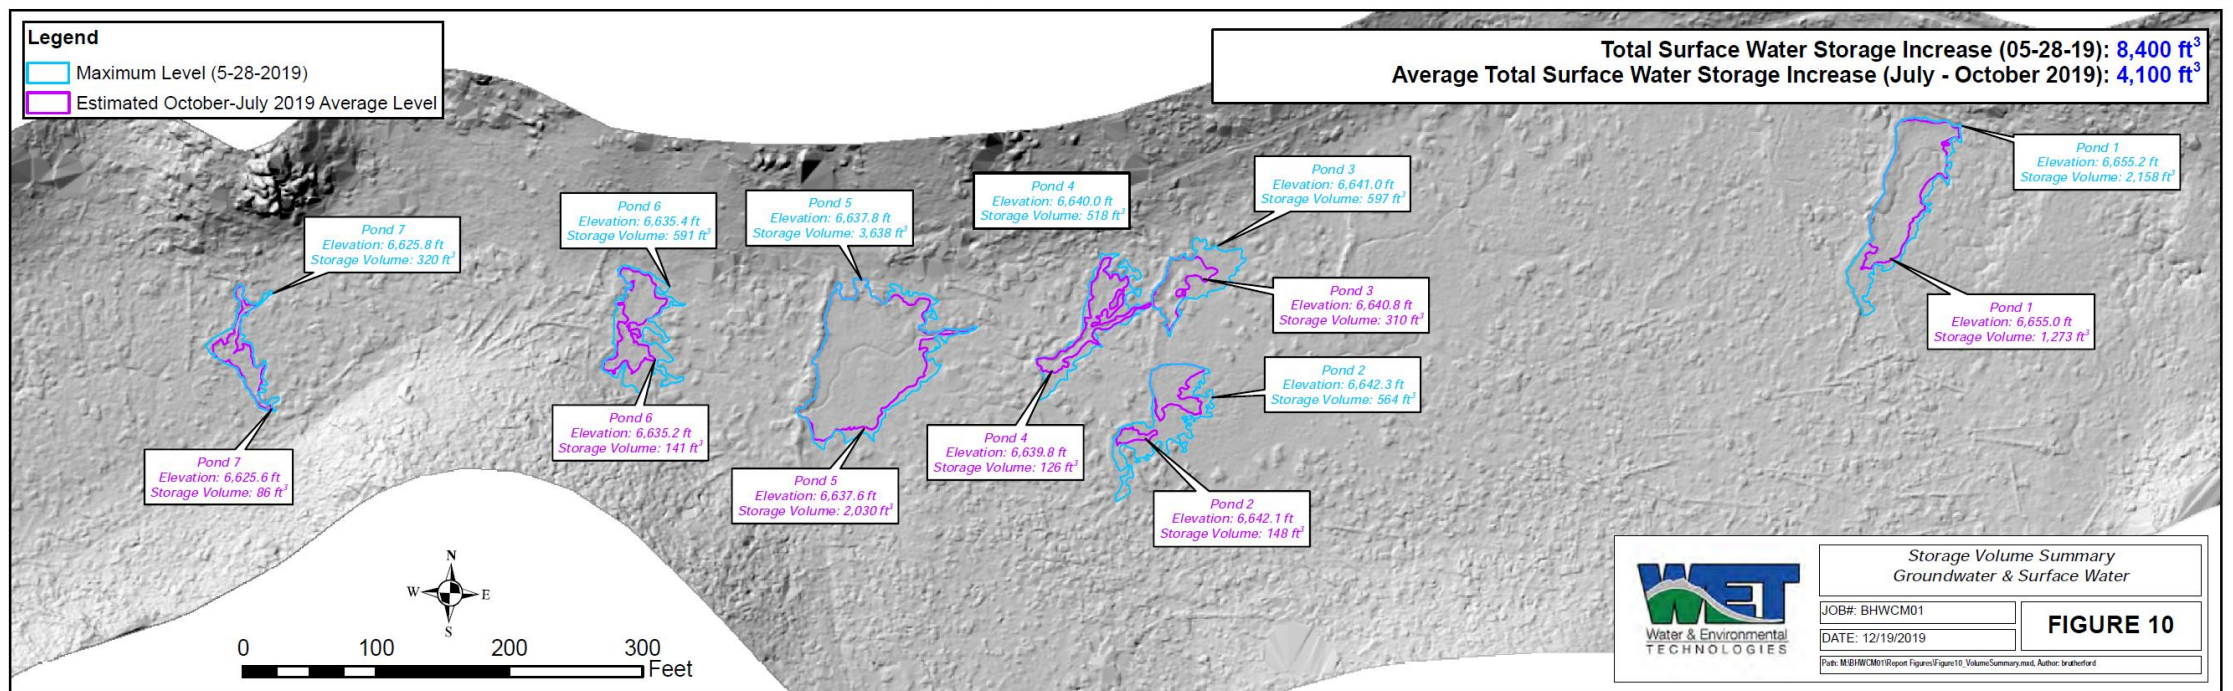 Legend
Maximum Level (5-28-2019)
Estimated October-July 2019 Average Level
Total Surface Water Storage Increase (05-28-19): 8,400 ft³
Average Total Surface Water Storage Increase (July - October 2019): 4,100 ft³
Pond 7
Elevation: 6,625.8 ft
Storage Volume: 320 ft³
Pond 6
Elevation: 6,635.4 ft
Storage Volume: 591 ft³
Pond 5
Elevation: 6,637.8 ft
Storage Volume: 3,638 ft³
Pond 4
Elevation: 6,640.0 ft
Storage Volume: 518 ft³
Pond 3
Elevation: 6,641.0 ft
Storage Volume: 597 ft³
Pond 1
Elevation: 6,655.2 ft
Storage Volume: 2,158 ft³
Pond 3
Elevation: 6,640.8 ft
Storage Volume: 310 ft³
Pond 1
Elevation: 6,655.0 ft
Storage Volume: 1,273 ft³
Pond 2
Elevation: 6,642.3 ft
Storage Volume: 564 ft³
Pond 7
Elevation: 6,625.6 ft
Storage Volume: 86 ft³
Pond 6
Elevation: 6,635.2 ft
Storage Volume: 141 ft³
Pond 5
Elevation: 6,637.6 ft
Storage Volume: 2,030 ft³
Pond 4
Elevation: 6,639.8 ft
Storage Volume: 126 ft³
Pond 2
Elevation: 6,642.1 ft
Storage Volume: 148 ft³
N
W
E
S
0 100 200 300
Feet
WET
Water & Environmental
TECHNOLOGIES
Storage Volume Summary
Groundwater & Surface Water
JOB#: BHWCM01
DATE: 12/19/2019
FIGURE 10
Path: M:\BHWCM01\Report Figures\Figure10_VolumeSummary.mxd, Author: brutherford